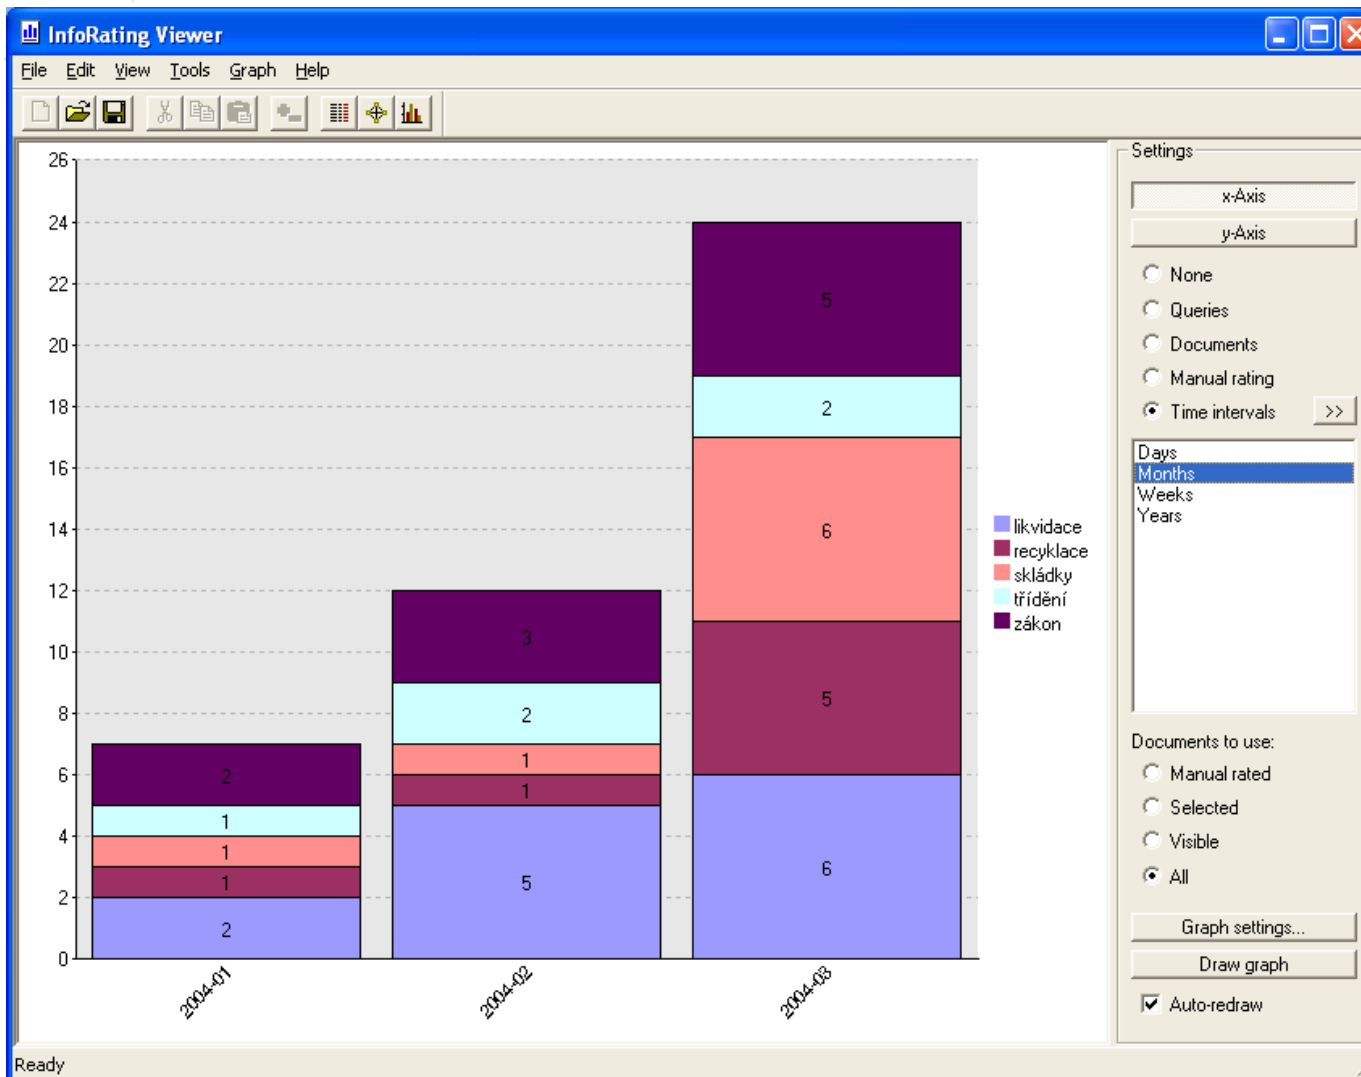 InfoRating Viewer
File Edit View Tools Graph Help
26
24
22
20
18
16
14
12
10
8
6
4
2
0
2
1
1
1
2
3
2
1
1
5
5
2
6
5
6
2004-01
2004-02
2004-03
likvidace
recyklace
skládky
třídění
zákon
Settings
x-Axis
y-Axis
None
Queries
Documents
Manual rating
Time intervals >>
Days
Months
Weeks
Years
Documents to use:
Manual rated
Selected
Visible
All
Graph settings...
Draw graph
Auto-redraw
Ready